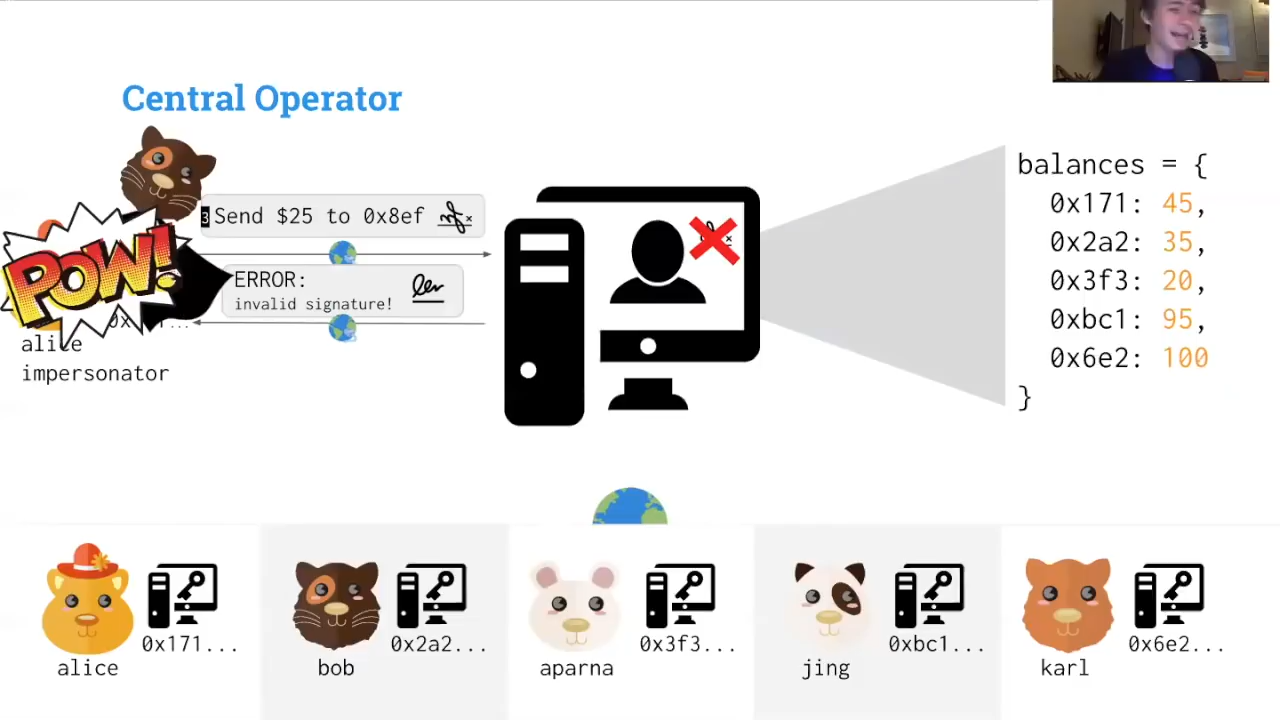 Central Operator
3 Send $25 to 0x8ef
ERROR:
invalid signature!
POW!
alice
impersonator
balances = {
0x171: 45,
0x2a2: 35,
0x3f3: 20,
0xbc1: 95,
0x6e2: 100
}
0x171...
0x2a2...
0x3f3...
0xbc1...
0x6e2...
alice
bob
aparna
jing
karl